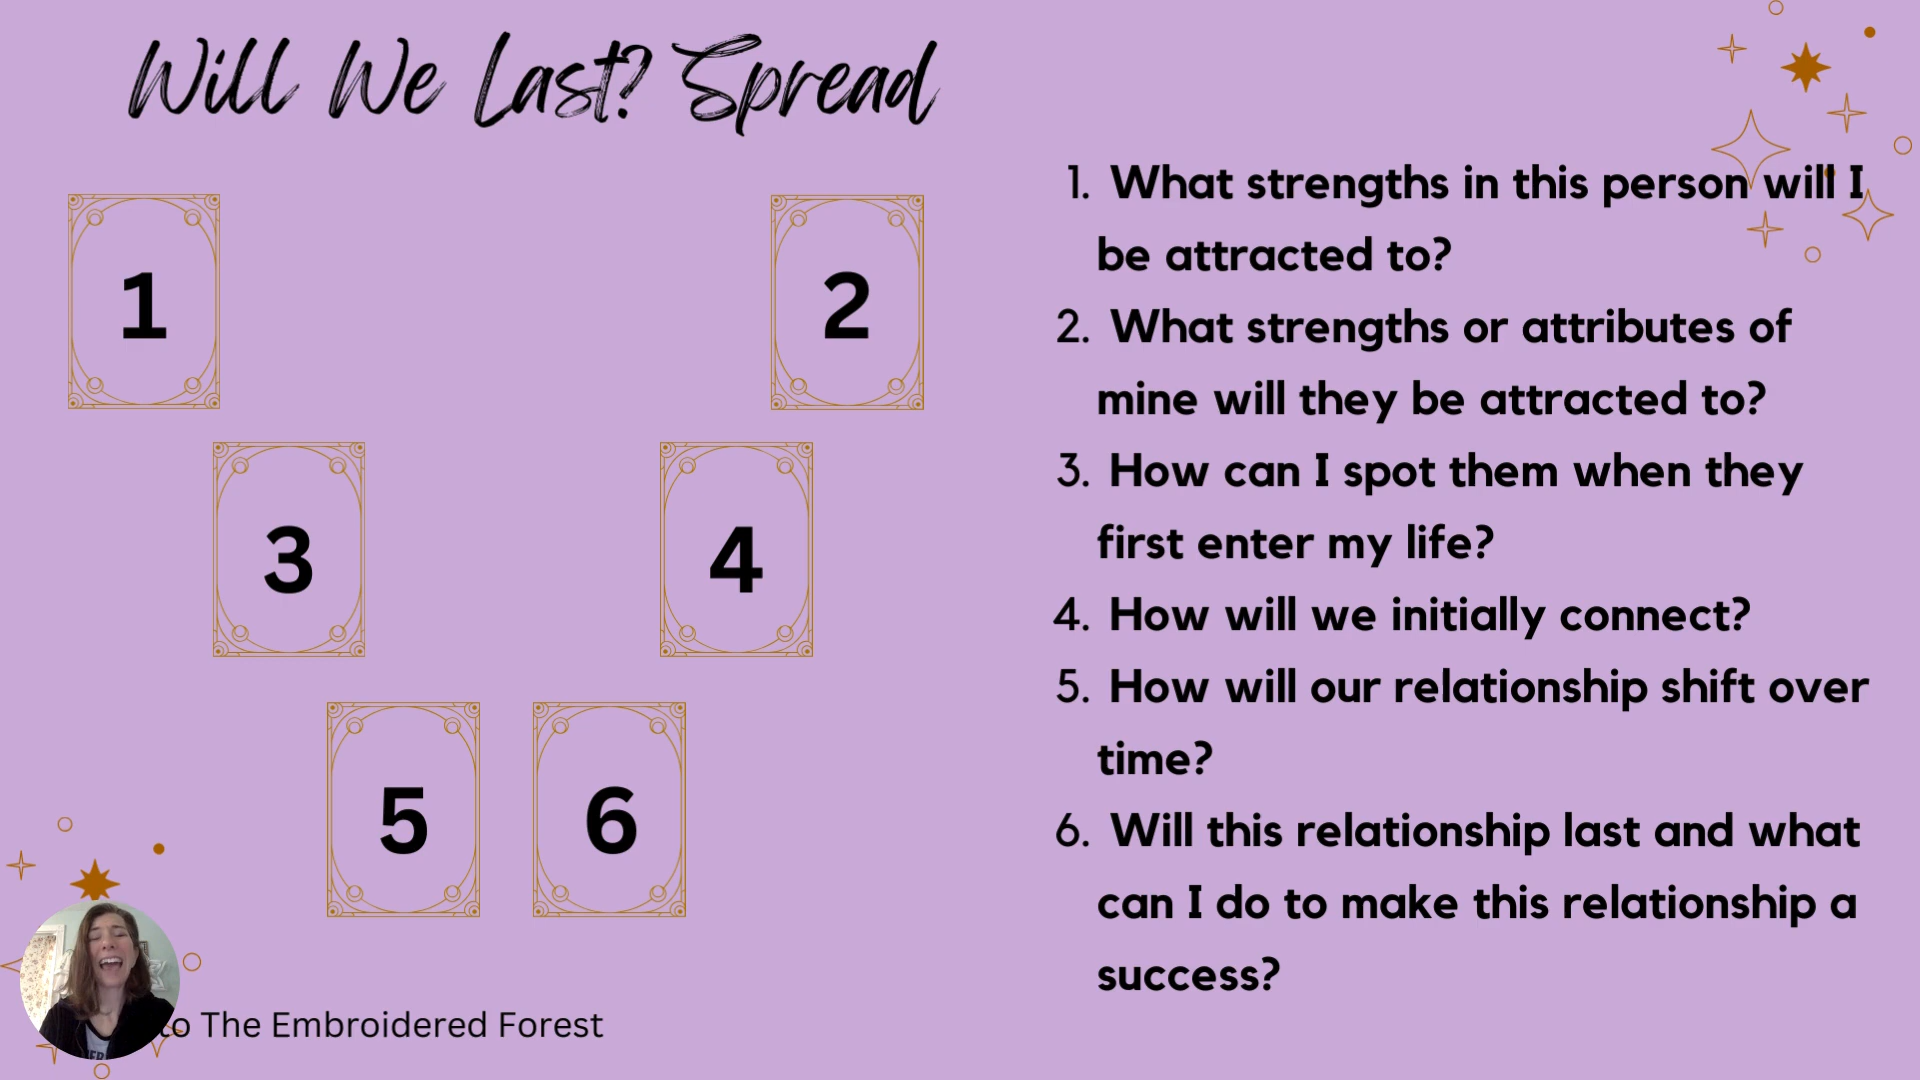 Will We Last? Spread
1
2
3
4
5
6
1. What strengths in this person will I
be attracted to?
2. What strengths or attributes of
mine will they be attracted to?
3. How can I spot them when they
first enter my life?
4. How will we initially connect?
5. How will our relationship shift over
time?
6. Will this relationship last and what
can I do to make this relationship a
success?
to The Embroidered Forest